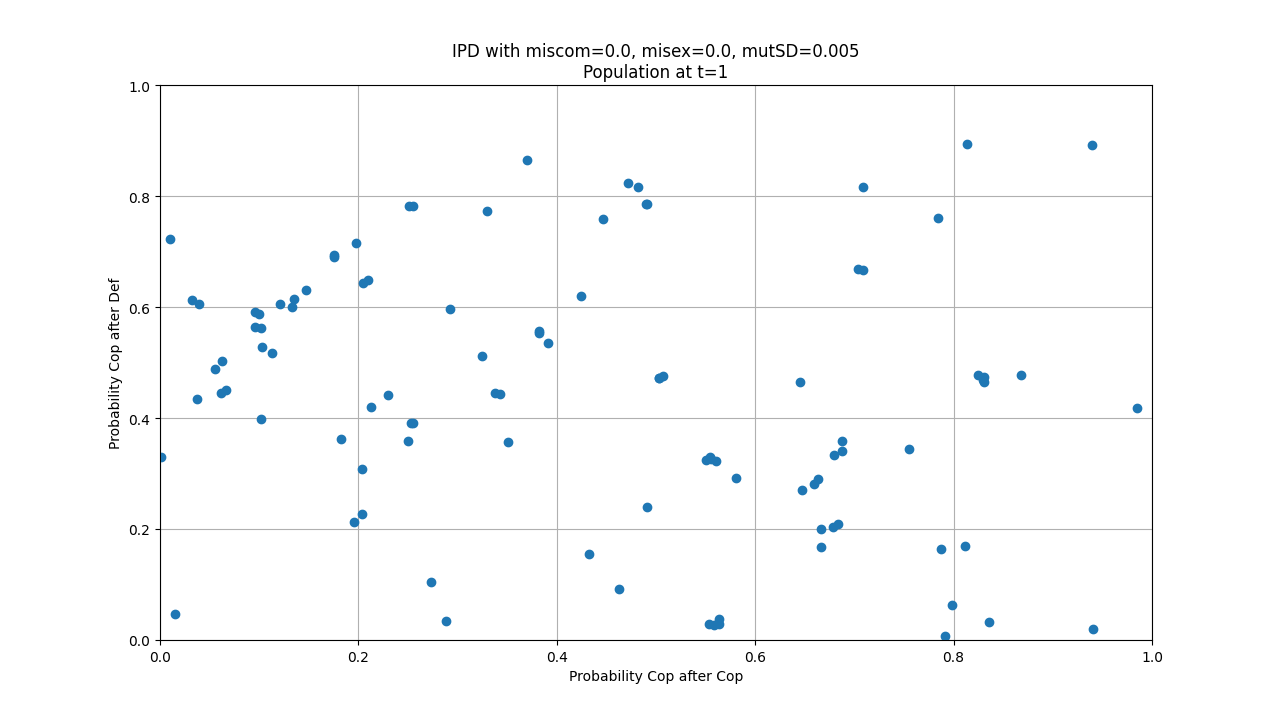 IPD with miscom=0.0, misex=0.0, mutSD=0.005
Population at t=1
1.0
0.8
0.6
0.4
0.2
0.0
Probability Cop after Def
0.0 0.2 0.4 0.6 0.8 1.0
Probability Cop after Cop